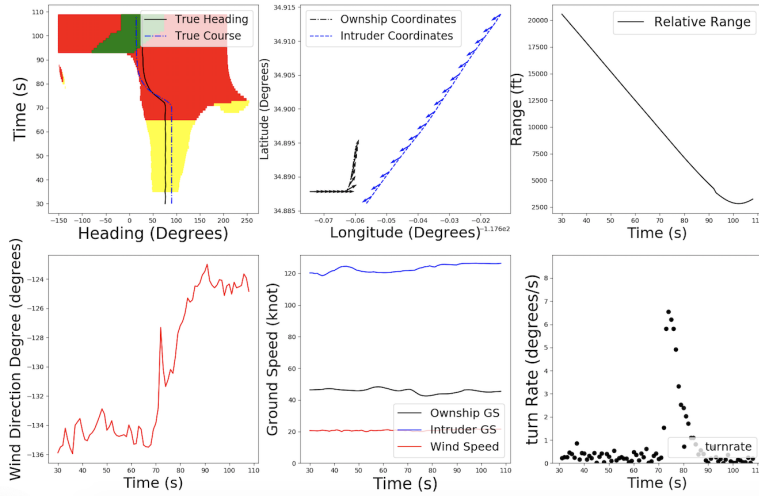 True Heading
True Course
110
100
90
80
70
60
50
40
30
Time (s)
−150 −100 −50 0 50 100 150 200 250
Heading (Degrees)
Ownship Coordinates
Intruder Coordinates
34.915
34.910
34.905
34.900
34.895
34.890
34.885
Latitude (Degrees)
−0.07 −0.06 −0.05 −0.04 −0.03 −0.02
−1.176e2
Longitude (Degrees)
Relative Range
20000
17500
15000
12500
10000
7500
5000
2500
Range (ft)
30 40 50 60 70 80 90 100 110
Time (s)
−124
−126
−128
−130
−132
−134
−136
Wind Direction Degree (degrees)
30 40 50 60 70 80 90 100 110
Time (s)
120
100
80
60
40
20
0
Ground Speed (knot)
Ownship GS
Intruder GS
Wind Speed
30 40 50 60 70 80 90 100 110
Time (s)
8
7
6
5
4
3
2
1
0
turn Rate (degrees/s)
turnrate
30 40 50 60 70 80 90 100 110
Time (s)